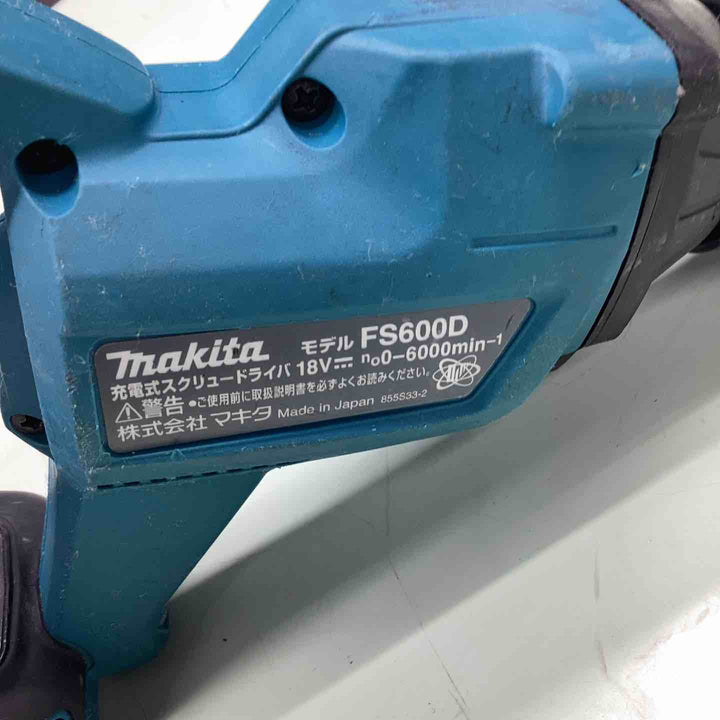 makita モデル FS600D
充電式スクリュードライバ 18V⎓ n₀0-6000min-1
⚠警告 •ご使用前に取扱説明書を必ずよくお読みください。
株式会社 マキタ Made in Japan 855S33-2